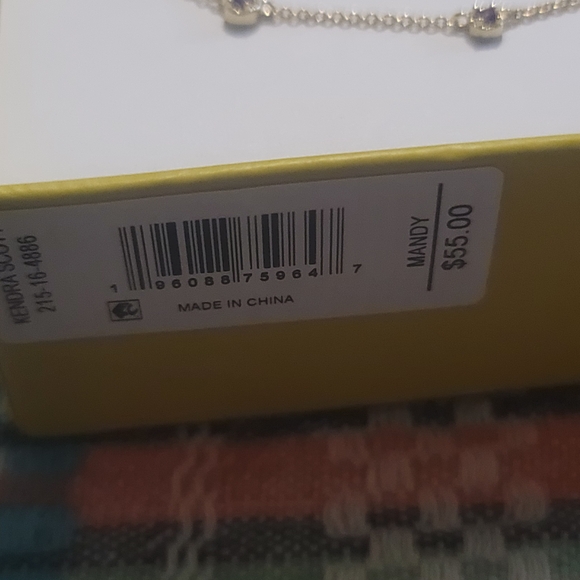 KENDRA SCOTT
215-16-4886
1 96088 75964 7
MADE IN CHINA
MANDY
$55.00